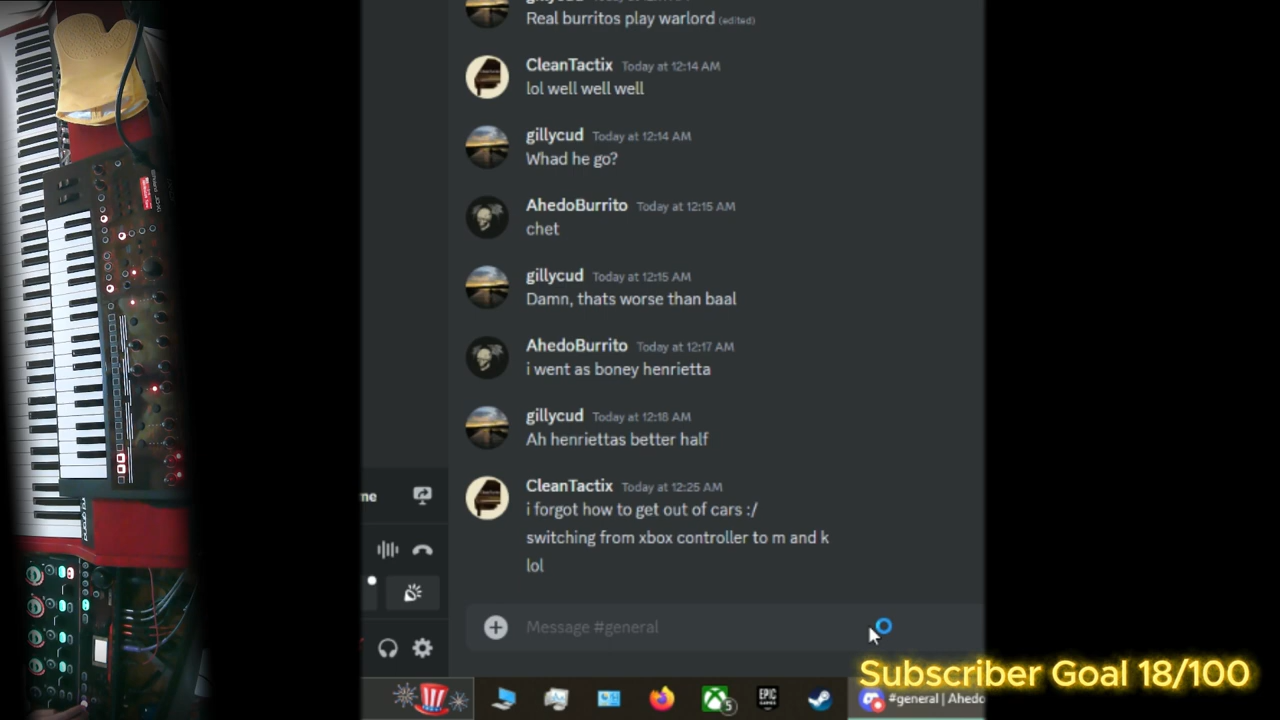 Real burritos play warlord (edited)
CleanTactix Today at 12:14 AM
lol well well well
gillycud Today at 12:14 AM
Whad he go?
AhedoBurrito Today at 12:15 AM
chet
gillycud Today at 12:15 AM
Damn, thats worse than baal
AhedoBurrito Today at 12:17 AM
i went as boney henrietta
gillycud Today at 12:18 AM
Ah henriettas better half
CleanTactix Today at 12:25 AM
i forgot how to get out of cars :/
switching from xbox controller to m and k
lol
ne
Message #general
Subscriber Goal 18/100
5
EPIC
GAMES
#general | Ahedo